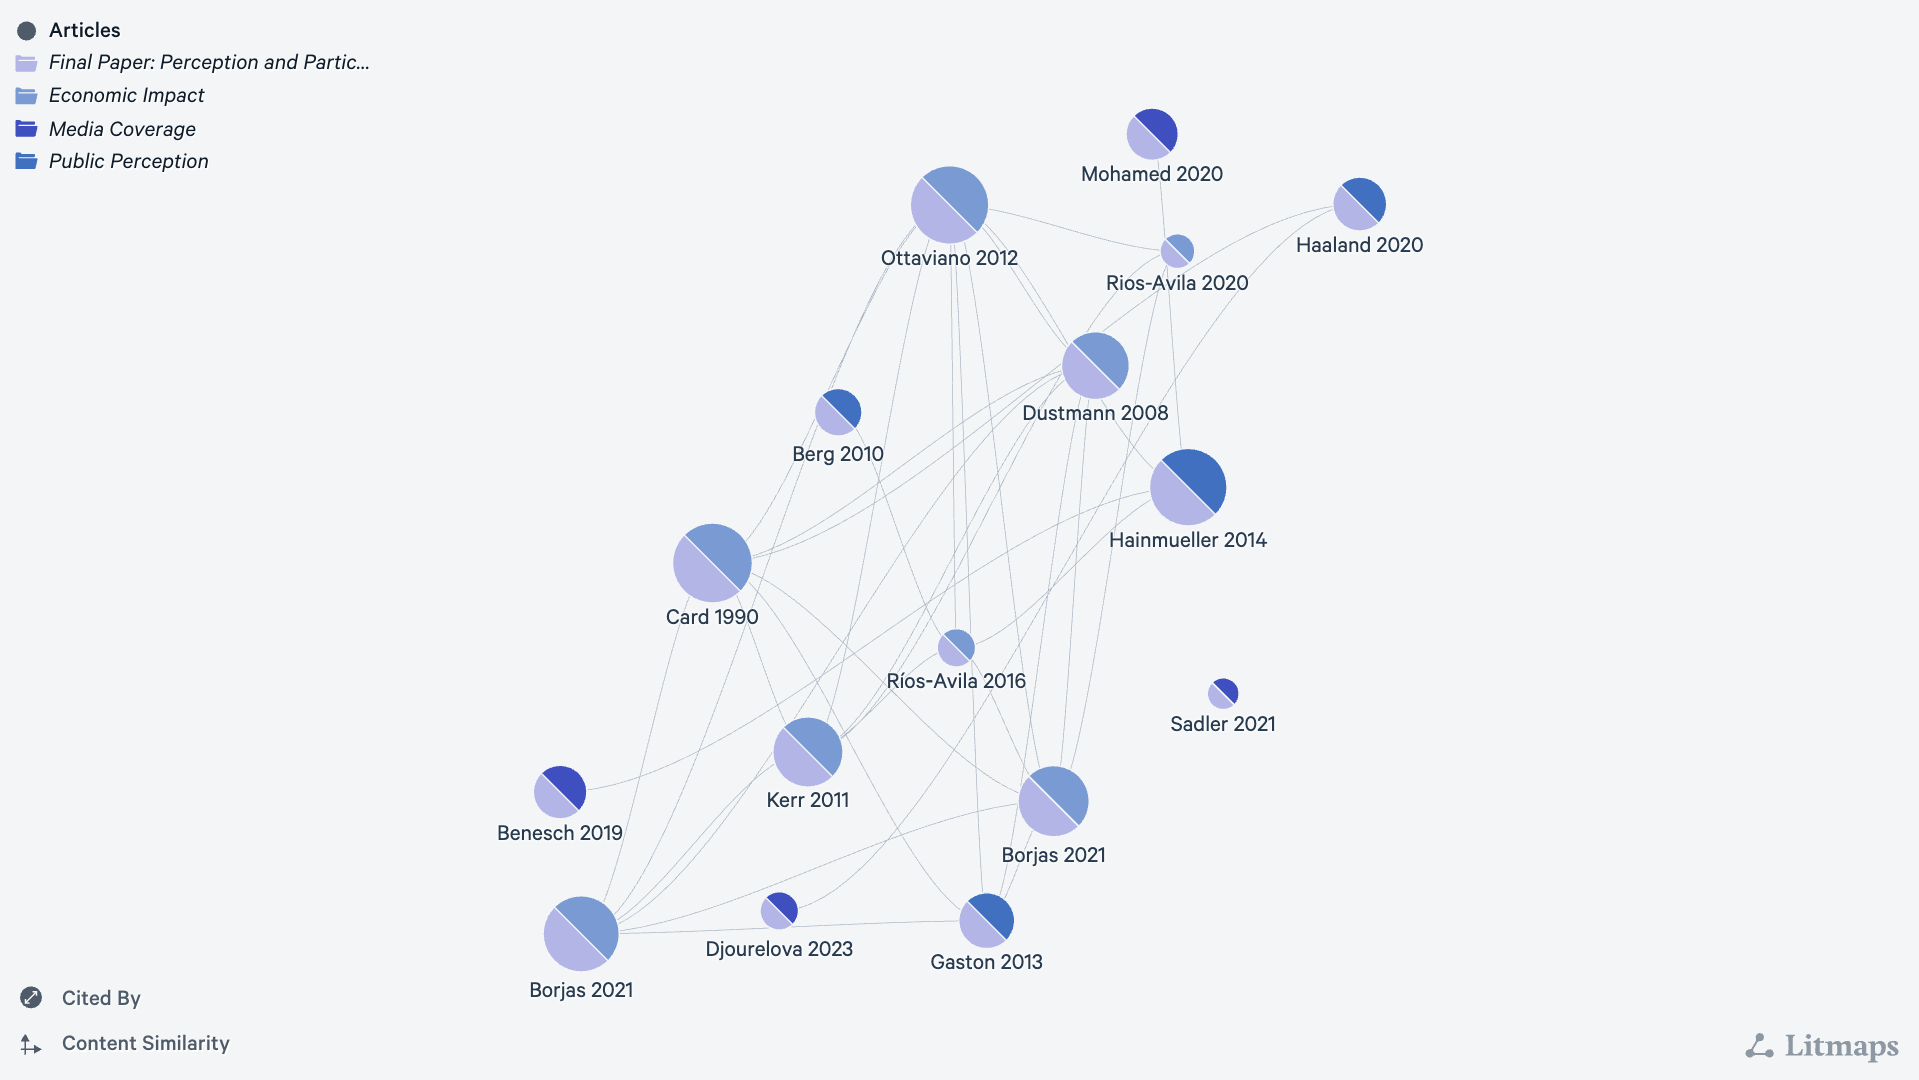 Articles
Final Paper: Perception and Partic...
Economic Impact
Media Coverage
Public Perception
Mohamed 2020
Ottaviano 2012
Haaland 2020
Rios-Avila 2020
Dustmann 2008
Berg 2010
Hainmueller 2014
Card 1990
Ríos-Avila 2016
Sadler 2021
Kerr 2011
Benesch 2019
Borjas 2021
Djourelova 2023
Gaston 2013
Borjas 2021
Cited By
Content Similarity
Litmaps